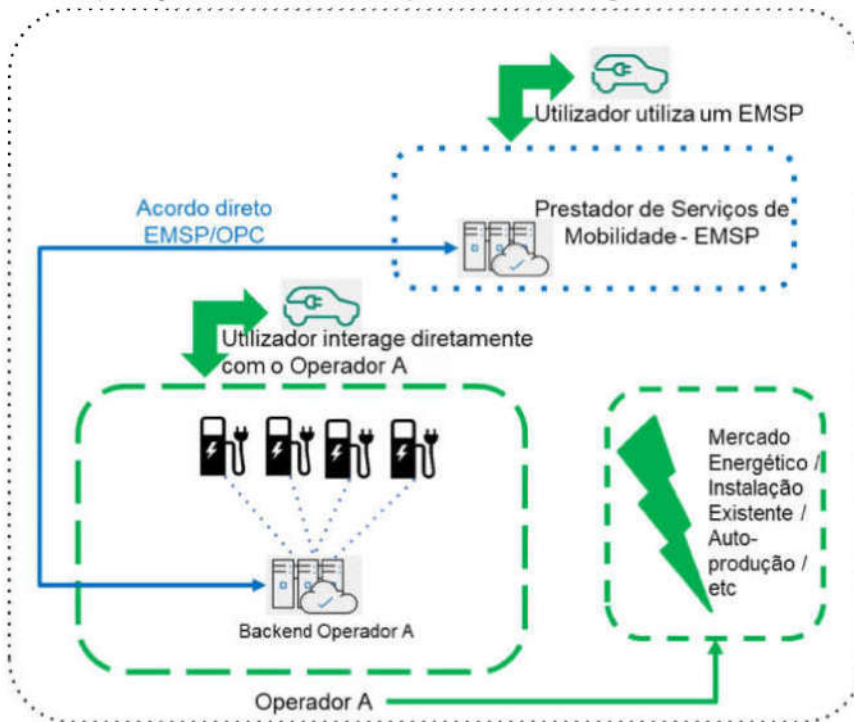 Utilizador utiliza um EMSP
Acordo direto
EMSP/OPC
Prestador de Serviços de
Mobilidade - EMSP
Utilizador interage diretamente
com o Operador A
Mercado
Energético /
Instalação
Existente /
Auto-
produção /
etc
Backend Operador A
Operador A